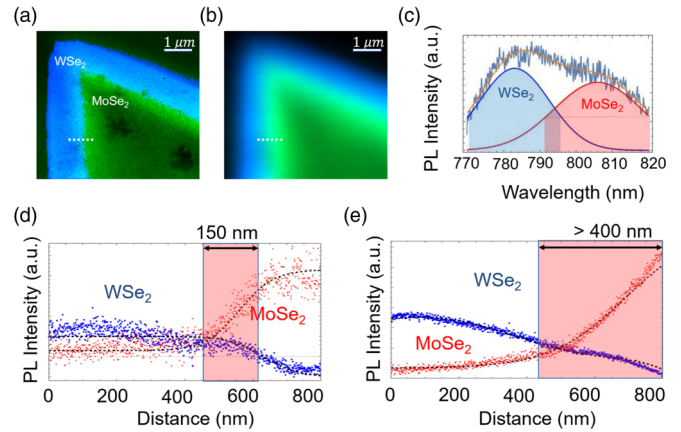 (a)
1 μm
WSe2
MoSe2
(b)
1 μm
(c)
PL Intensity (a.u.)
WSe2
MoSe2
770 780 790 800 810 820
Wavelength (nm)
(d)
150 nm
PL Intensity (a.u.)
WSe2
MoSe2
0 200 400 600 800
Distance (nm)
(e)
> 400 nm
PL Intensity (a.u.)
WSe2
MoSe2
0 200 400 600 800
Distance (nm)